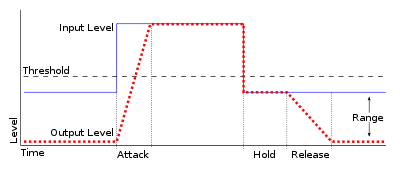 Input Level
Threshold
Range
Output Level
Level
Time
Attack
Hold
Release